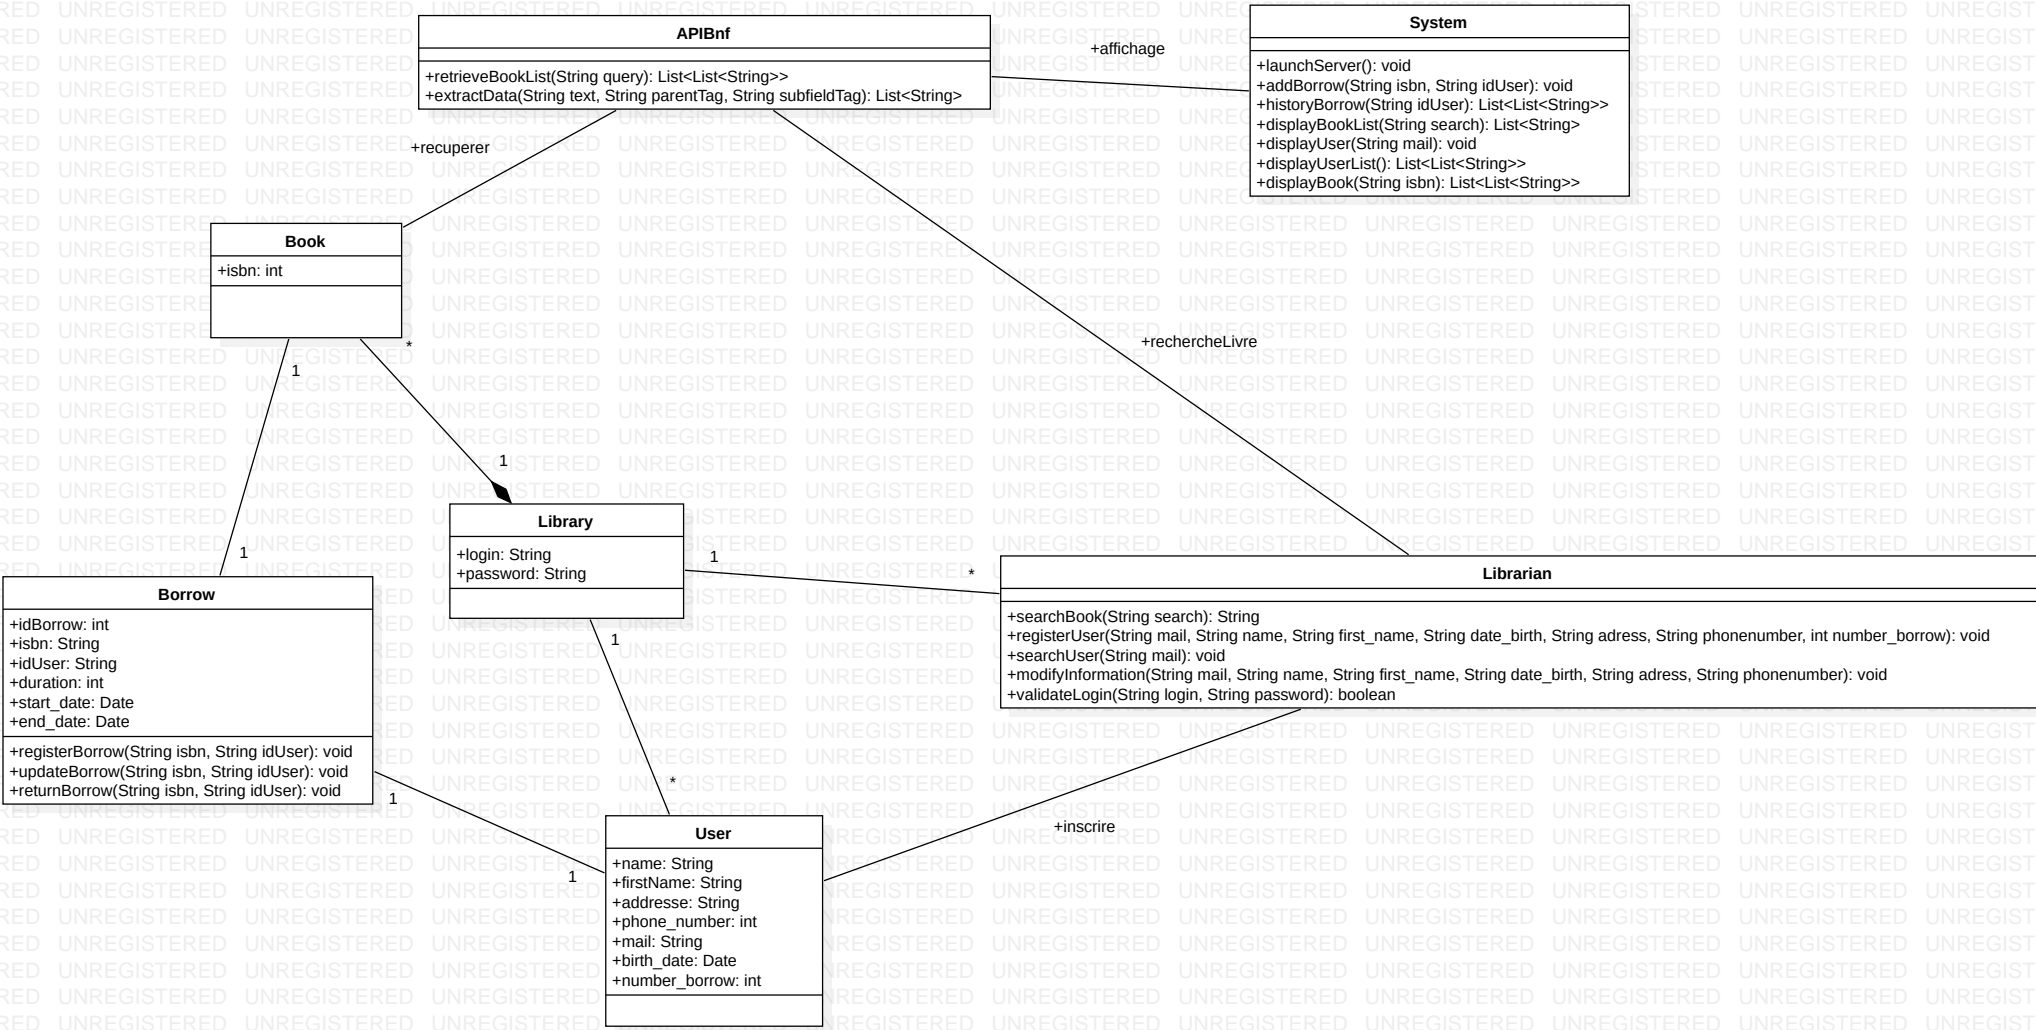 APIBnf
+retrieveBookList(String query): List<List<String>>
+extractData(String text, String parentTag, String subfieldTag): List<String>
+affichage
System
+launchServer(): void
+addBorrow(String isbn, String idUser): void
+historyBorrow(String idUser): List<List<String>>
+displayBookList(String search): List<String>
+displayUser(String mail): void
+displayUserList(): List<List<String>>
+displayBook(String isbn): List<List<String>>
+recuperer
Book
+isbn: int
+rechercheLivre
*
1
1
1
Library
+login: String
+password: String
1
*
1
*
Librarian
+searchBook(String search): String
+registerUser(String mail, String name, String first_name, String date_birth, String adress, String phonenumber, int number_borrow): void
+searchUser(String mail): void
+modifyInformation(String mail, String name, String first_name, String date_birth, String adress, String phonenumber): void
+validateLogin(String login, String password): boolean
Borrow
+idBorrow: int
+isbn: String
+idUser: String
+duration: int
+start_date: Date
+end_date: Date
+registerBorrow(String isbn, String idUser): void
+updateBorrow(String isbn, String idUser): void
+returnBorrow(String isbn, String idUser): void
1
1
+inscrire
User
+name: String
+firstName: String
+addresse: String
+phone_number: int
+mail: String
+birth_date: Date
+number_borrow: int
UNREGISTERED